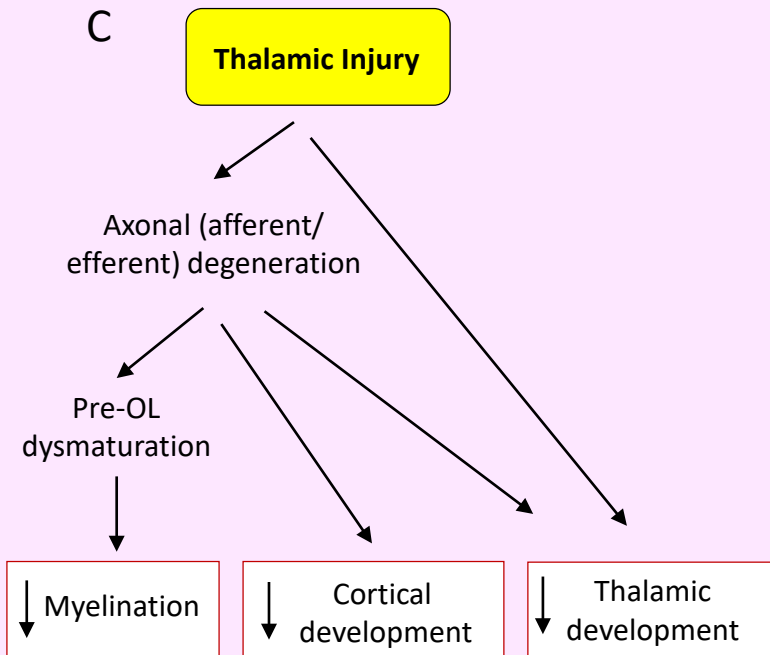 C
Thalamic Injury
Axonal (afferent/
efferent) degeneration
Pre-OL
dysmaturation
Myelination
Cortical
development
Thalamic
development